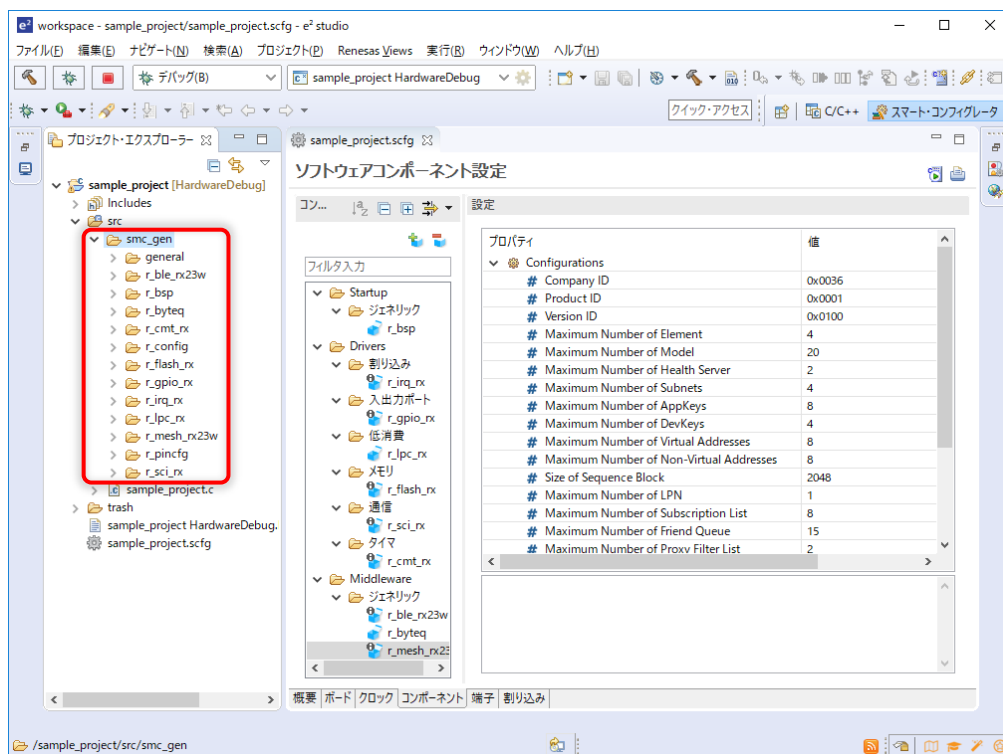 workspace - sample_project/sample_project.scfg - e² studio
ファイル(F) 編集(E) ナビゲート(N) 検索(A) プロジェクト(P) Renesas Views 実行(R) ウィンドウ(W) ヘルプ(H)
デバッグ(B) sample_project HardwareDebug
クイック・アクセス C/C++ スマート・コンフィグレータ
プロジェクト・エクスプローラー
sample_project [HardwareDebug]
Includes
src
smc_gen
general
r_ble_rx23w
r_bsp
r_byteq
r_cmt_rx
r_config
r_flash_rx
r_gpio_rx
r_irq_rx
r_lpc_rx
r_mesh_rx23w
r_pincfg
r_sci_rx
sample_project.c
trash
sample_project HardwareDebug.
sample_project.scfg
sample_project.scfg
ソフトウェアコンポーネント設定
コン...
フィルタ入力
Startup
ジェネリック
r_bsp
Drivers
割り込み
r_irq_rx
入出力ポート
r_gpio_rx
低消費
r_lpc_rx
メモリ
r_flash_rx
通信
r_sci_rx
タイマ
r_cmt_rx
Middleware
ジェネリック
r_ble_rx23w
r_byteq
r_mesh_rx23
設定
プロパティ 値
Configurations
# Company ID 0x0036
# Product ID 0x0001
# Version ID 0x0100
# Maximum Number of Element 4
# Maximum Number of Model 20
# Maximum Number of Health Server 2
# Maximum Number of Subnets 4
# Maximum Number of AppKeys 8
# Maximum Number of DevKeys 4
# Maximum Number of Virtual Addresses 8
# Maximum Number of Non-Virtual Addresses 8
# Size of Sequence Block 2048
# Maximum Number of LPN 1
# Maximum Number of Subscription List 8
# Maximum Number of Friend Queue 15
# Maximum Number of Proxy Filter List 2
概要 ボード クロック コンポーネント 端子 割り込み
/sample_project/src/smc_gen